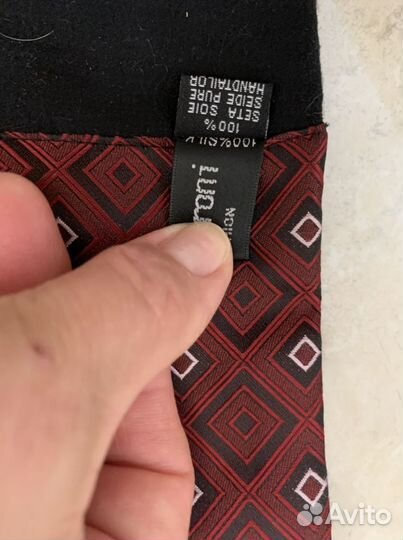 100%SILK
100%
SETA SOIE
SEIDE PURE
HANDTAILOR
Avito